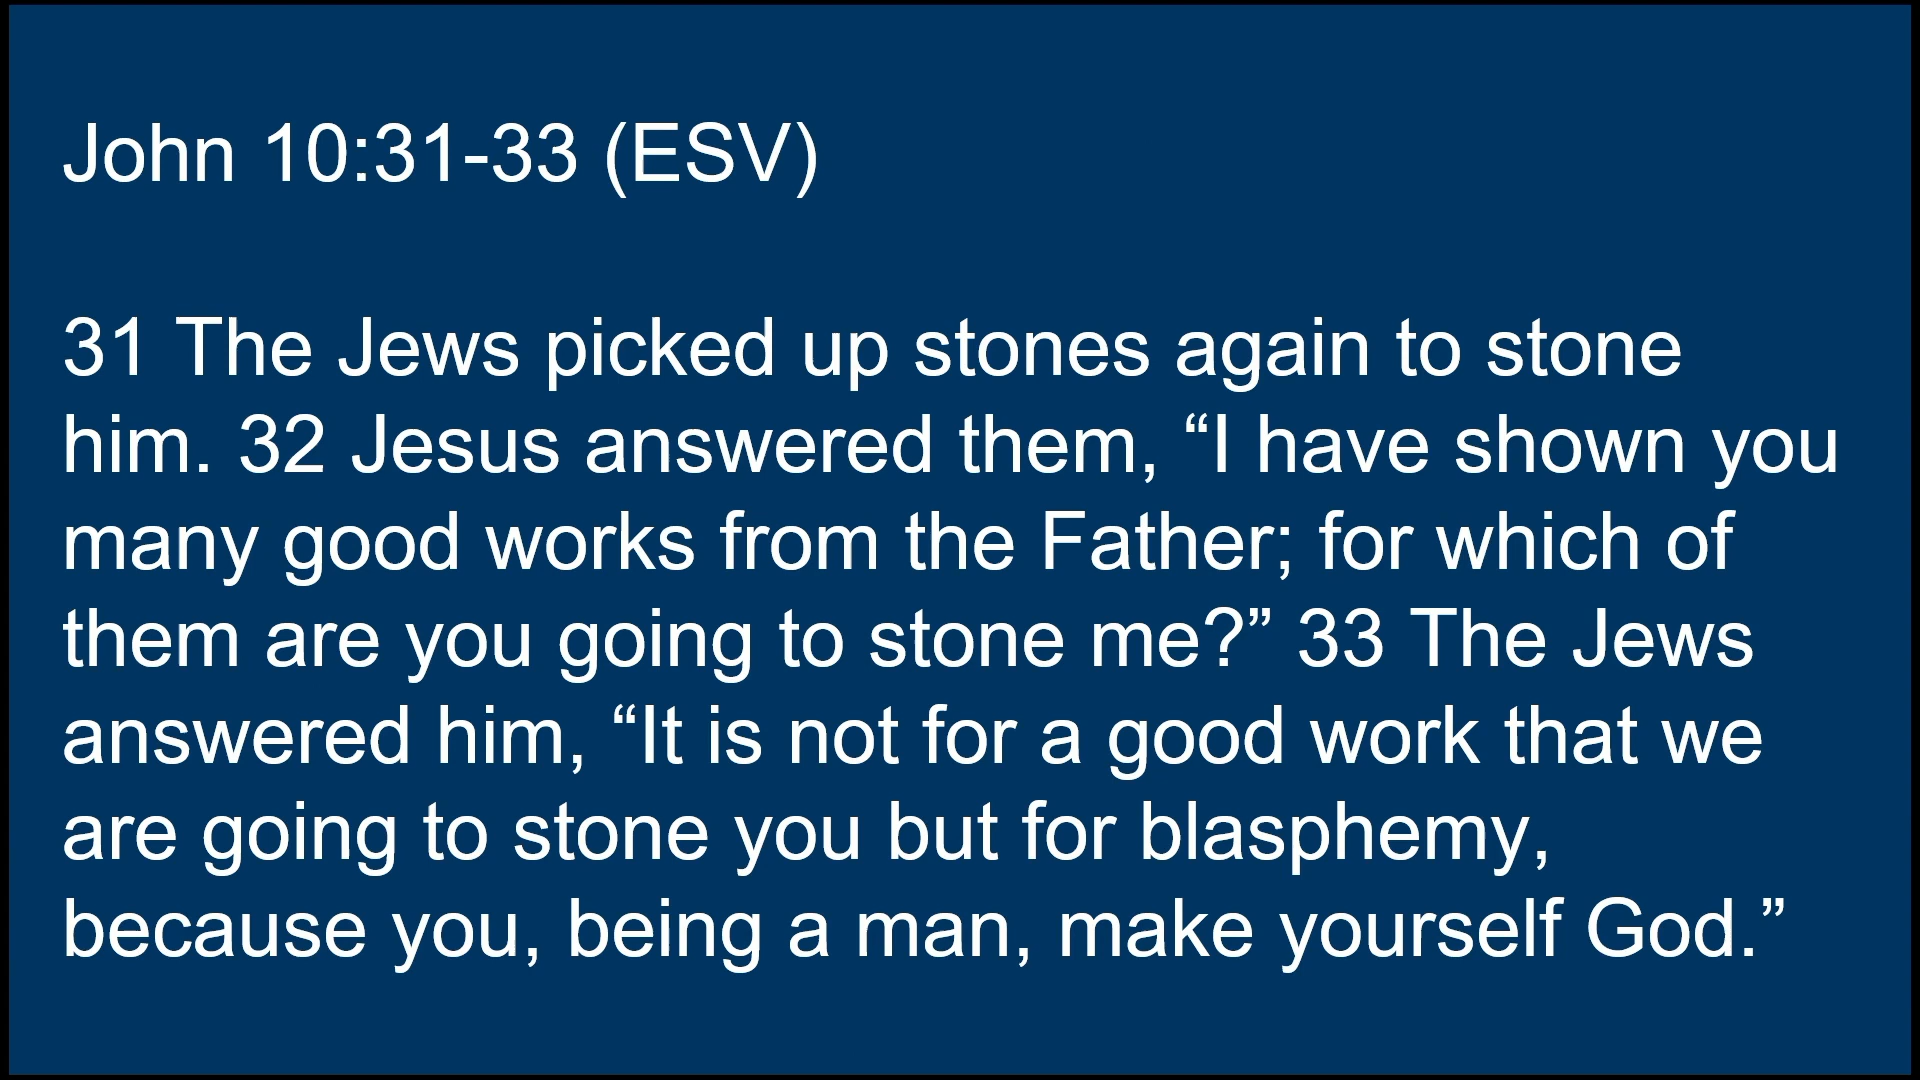 John 10:31-33 (ESV)
31 The Jews picked up stones again to stone
him. 32 Jesus answered them, “I have shown you
many good works from the Father; for which of
them are you going to stone me?” 33 The Jews
answered him, “It is not for a good work that we
are going to stone you but for blasphemy,
because you, being a man, make yourself God.”